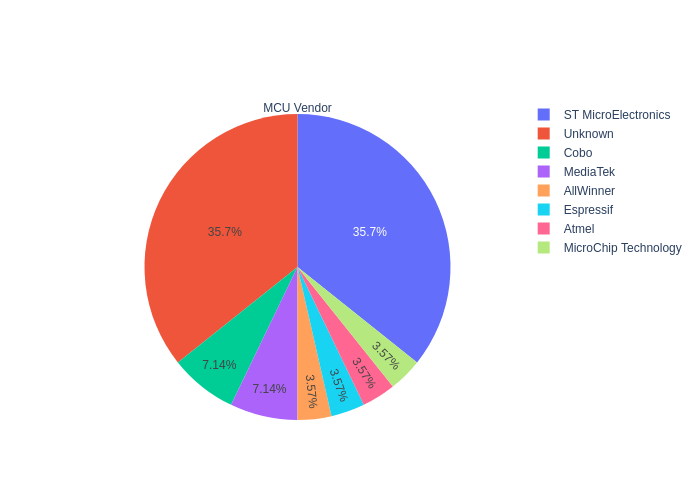 MCU Vendor
35.7%
35.7%
7.14%
7.14%
3.57%
3.57%
3.57%
3.57%
ST MicroElectronics
Unknown
Cobo
MediaTek
AllWinner
Espressif
Atmel
MicroChip Technology